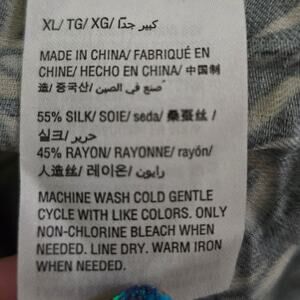 XL/ TG/ XG/ كبير جدًا
MADE IN CHINA/ FABRIQUÉ EN
CHINE/ HECHO EN CHINA/ 中国制
造/ 중국산/ صنع في الصين/
55% SILK/ SOIE/ seda/ 桑蚕丝 /
실크/ حرير/
45% RAYON/ RAYONNE/ rayón/
人造丝/ 레이온/ رايون/
MACHINE WASH COLD GENTLE
CYCLE WITH LIKE COLORS. ONLY
NON-CHLORINE BLEACH WHEN
NEEDED. LINE DRY. WARM IRON
WHEN NEEDED.